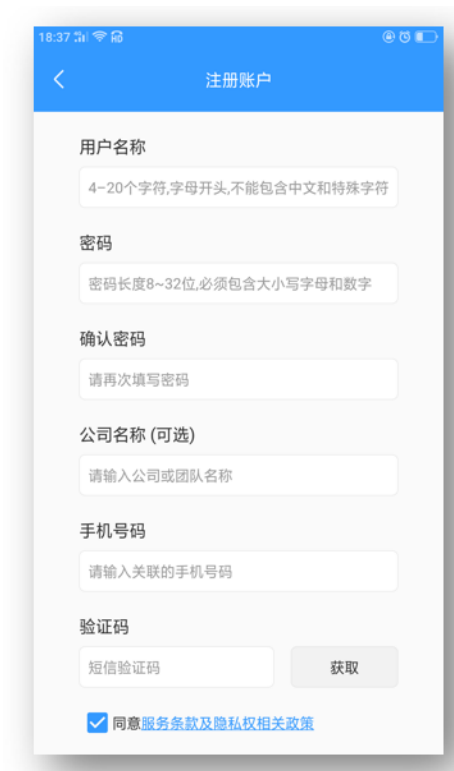 18:37
注册账户
用户名称
4-20个字符,字母开头,不能包含中文和特殊字符
密码
密码长度8~32位,必须包含大小写字母和数字
确认密码
请再次填写密码
公司名称 (可选)
请输入公司或团队名称
手机号码
请输入关联的手机号码
验证码
短信验证码 获取
同意服务条款及隐私权相关政策